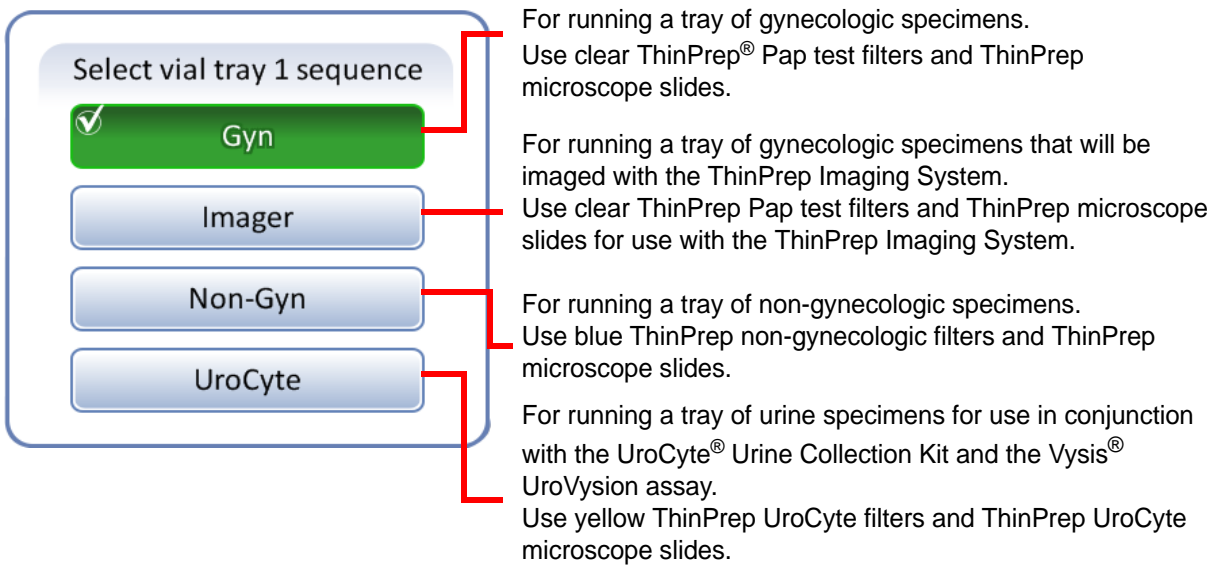 Select vial tray 1 sequence
Gyn
Imager
Non-Gyn
UroCyte
For running a tray of gynecologic specimens.
Use clear ThinPrep® Pap test filters and ThinPrep
microscope slides.
For running a tray of gynecologic specimens that will be
imaged with the ThinPrep Imaging System.
Use clear ThinPrep Pap test filters and ThinPrep microscope
slides for use with the ThinPrep Imaging System.
For running a tray of non-gynecologic specimens.
Use blue ThinPrep non-gynecologic filters and ThinPrep
microscope slides.
For running a tray of urine specimens for use in conjunction
with the UroCyte® Urine Collection Kit and the Vysis®
UroVysion assay.
Use yellow ThinPrep UroCyte filters and ThinPrep UroCyte
microscope slides.